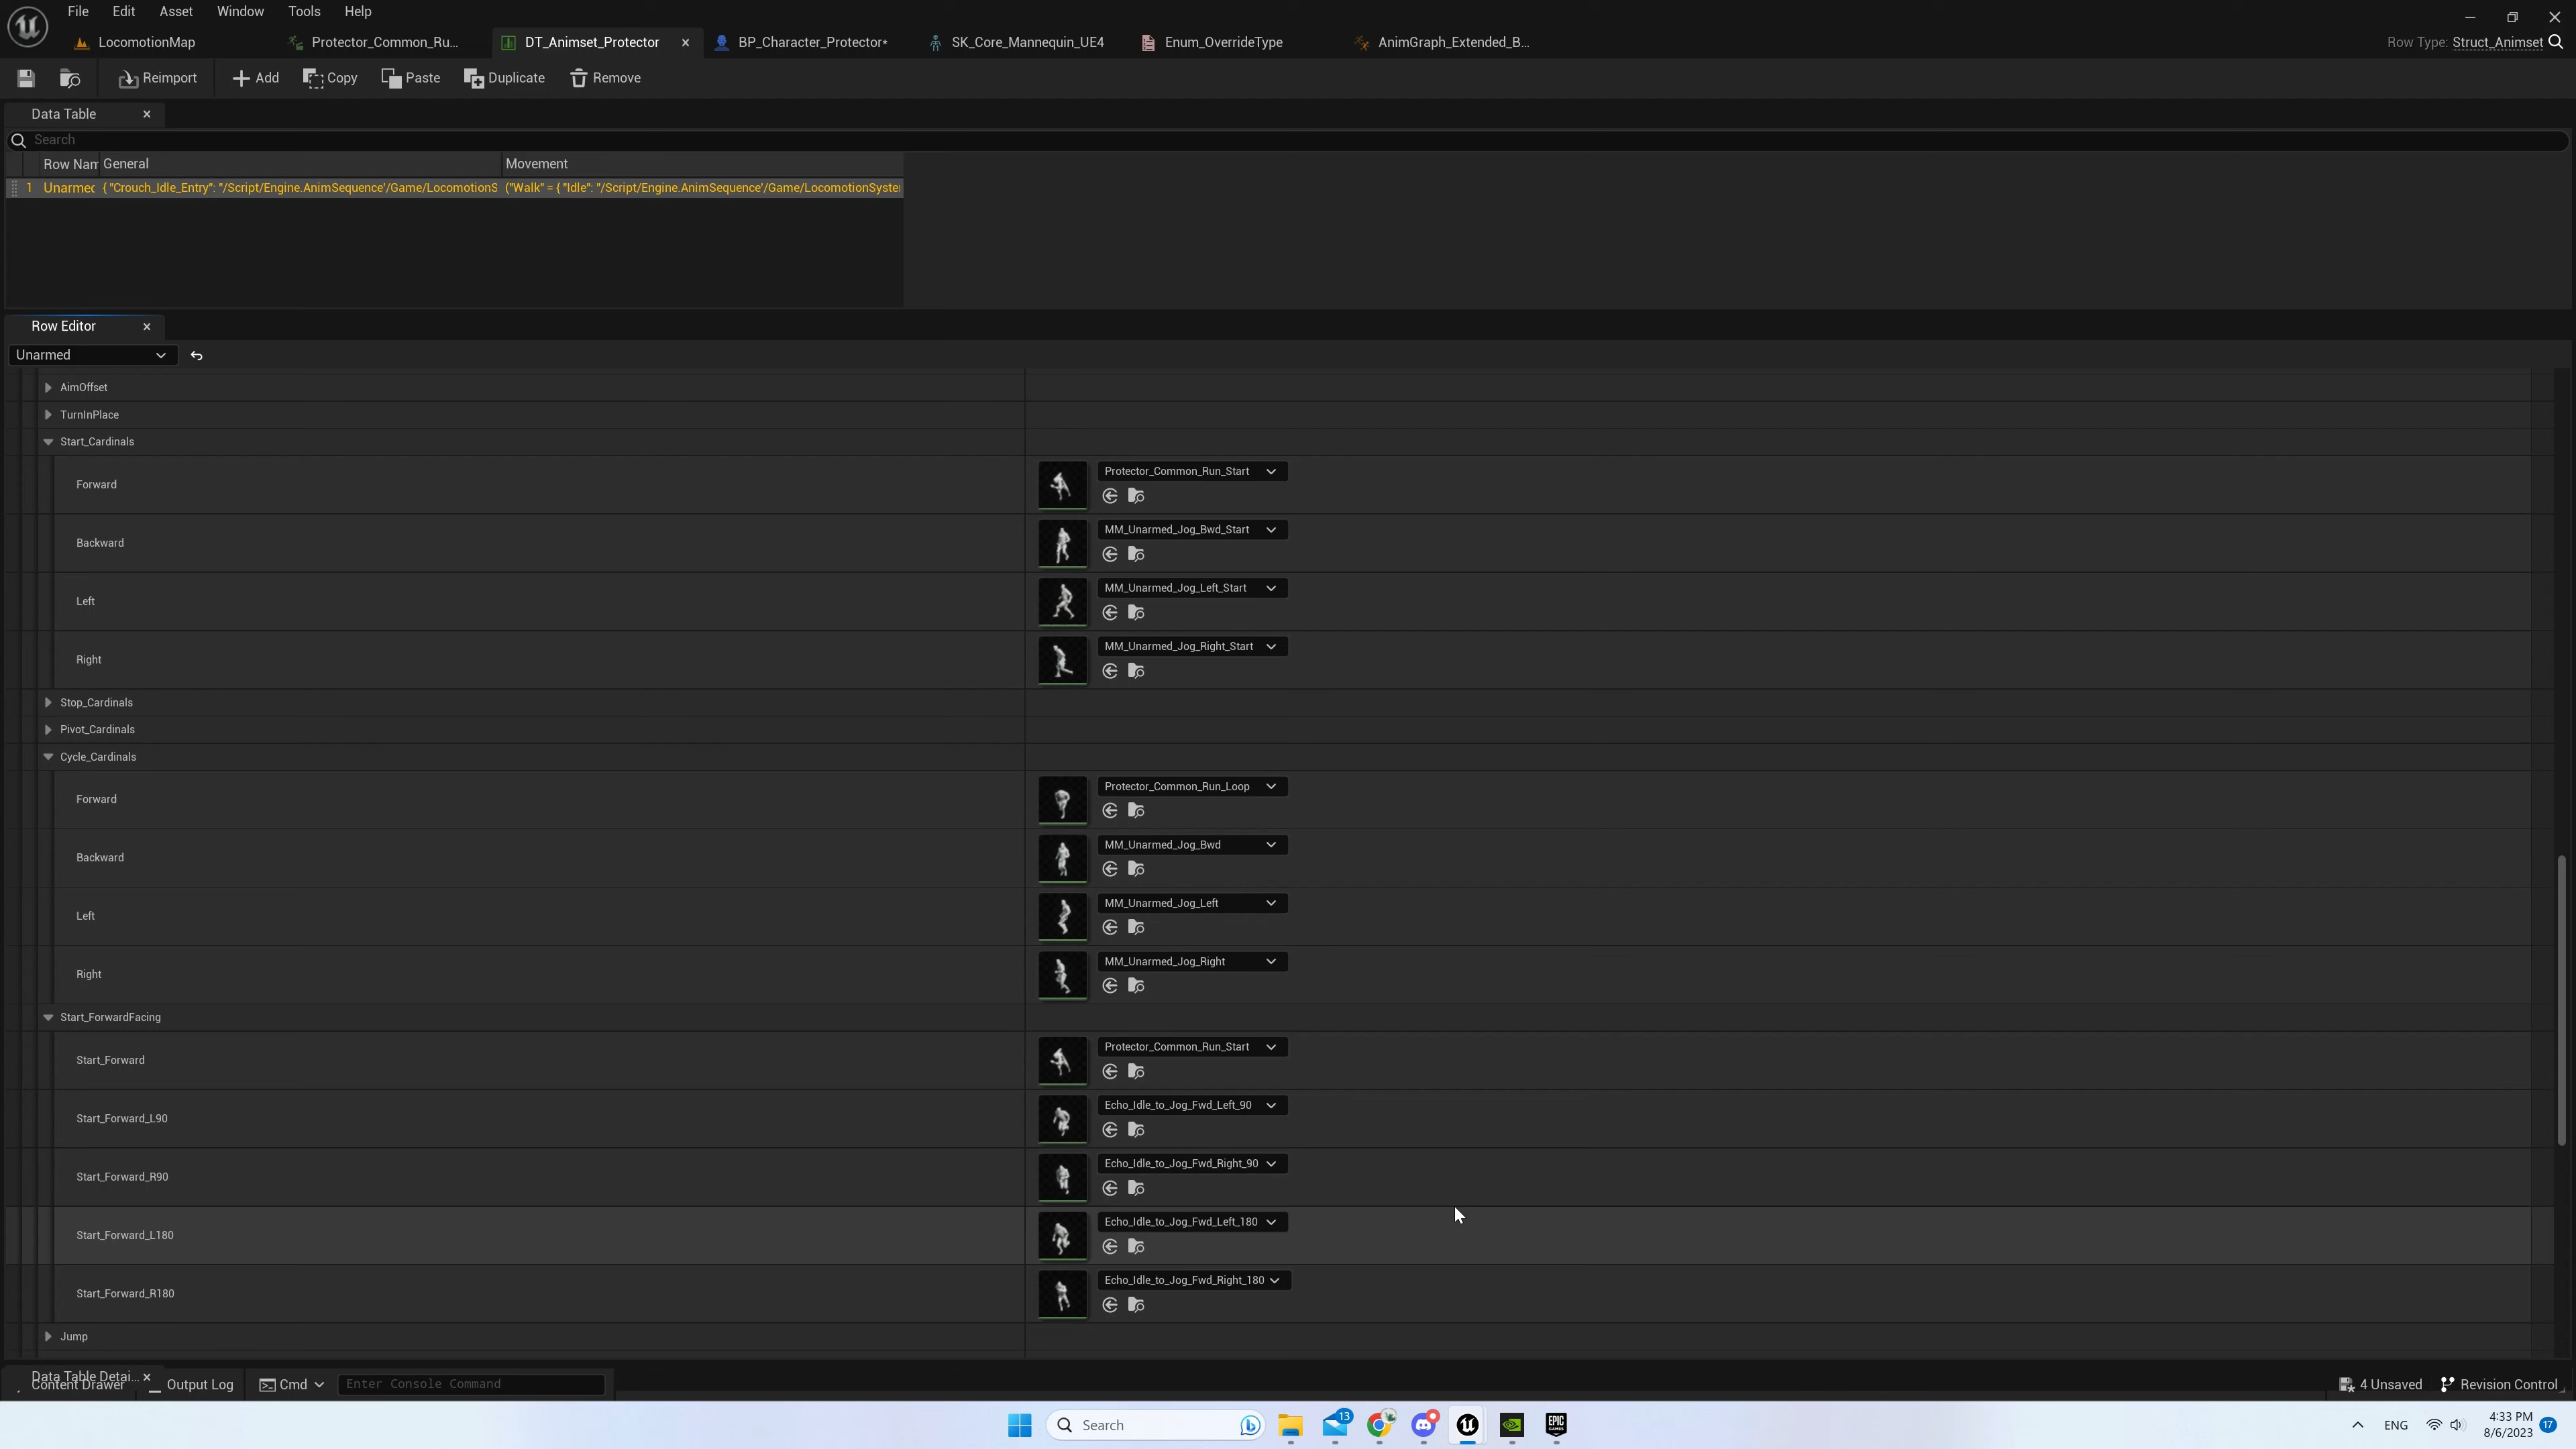 File Edit Asset Window Tools Help
LocomotionMap Protector_Common_Ru... DT_Animset_Protector BP_Character_Protector* SK_Core_Mannequin_UE4 Enum_OverrideType AnimGraph_Extended_B... Row Type: Struct_Animset
Reimport Add Copy Paste Duplicate Remove
Data Table
Search
Row Nam General Movement
1 Unarmed { "Crouch_Idle_Entry": "/Script/Engine.AnimSequence'/Game/LocomotionS ("Walk" = { "Idle": "/Script/Engine.AnimSequence'/Game/LocomotionSyste
Row Editor
Unarmed
AimOffset
TurnInPlace
Start_Cardinals
Forward Protector_Common_Run_Start
Backward MM_Unarmed_Jog_Bwd_Start
Left MM_Unarmed_Jog_Left_Start
Right MM_Unarmed_Jog_Right_Start
Stop_Cardinals
Pivot_Cardinals
Cycle_Cardinals
Forward Protector_Common_Run_Loop
Backward MM_Unarmed_Jog_Bwd
Left MM_Unarmed_Jog_Left
Right MM_Unarmed_Jog_Right
Start_ForwardFacing
Start_Forward Protector_Common_Run_Start
Start_Forward_L90 Echo_Idle_to_Jog_Fwd_Left_90
Start_Forward_R90 Echo_Idle_to_Jog_Fwd_Right_90
Start_Forward_L180 Echo_Idle_to_Jog_Fwd_Left_180
Start_Forward_R180 Echo_Idle_to_Jog_Fwd_Right_180
Jump
Data Table Detai...
Content Drawer Output Log Cmd Enter Console Command 4 Unsaved Revision Control
Search 13 EPIC GAMES ENG 4:33 PM 17
8/6/2023